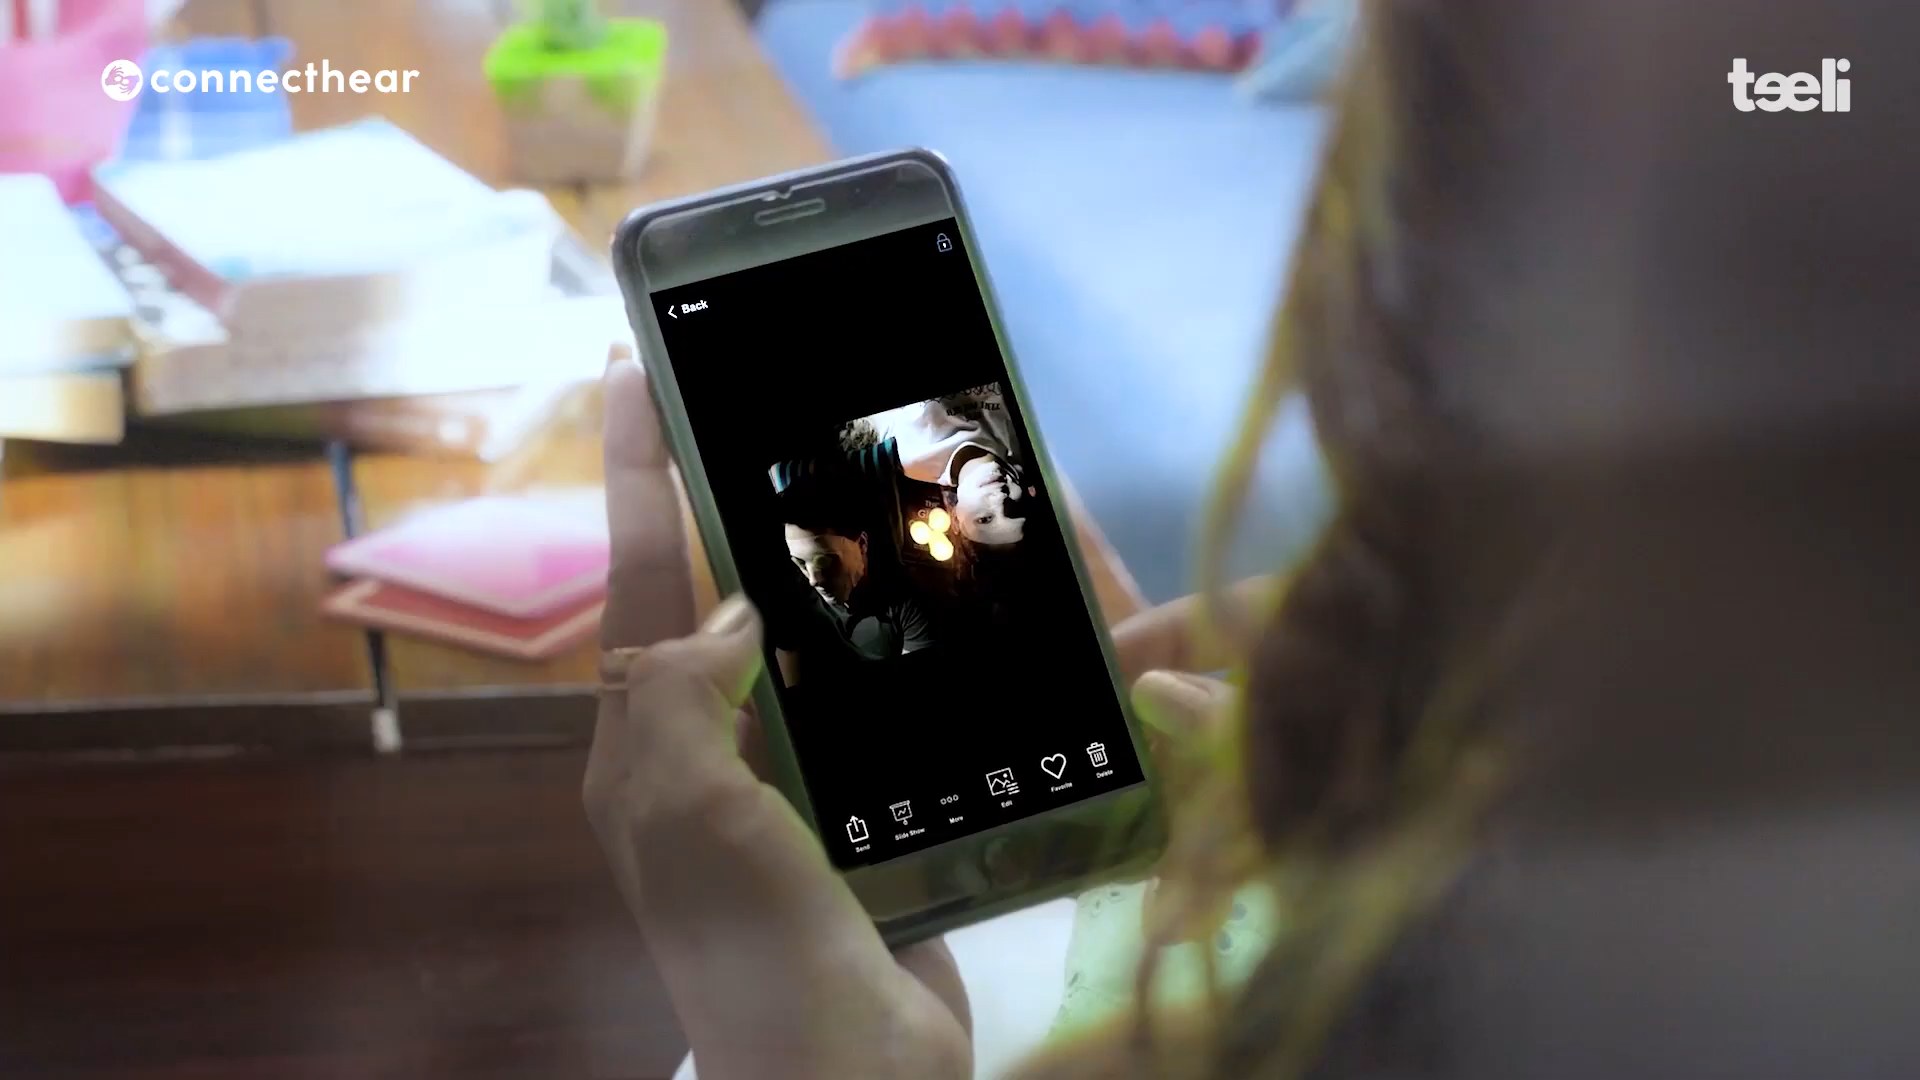 connecthear
teeli
Back
Send
Slide Show
More
Edit
Favorite
Delete